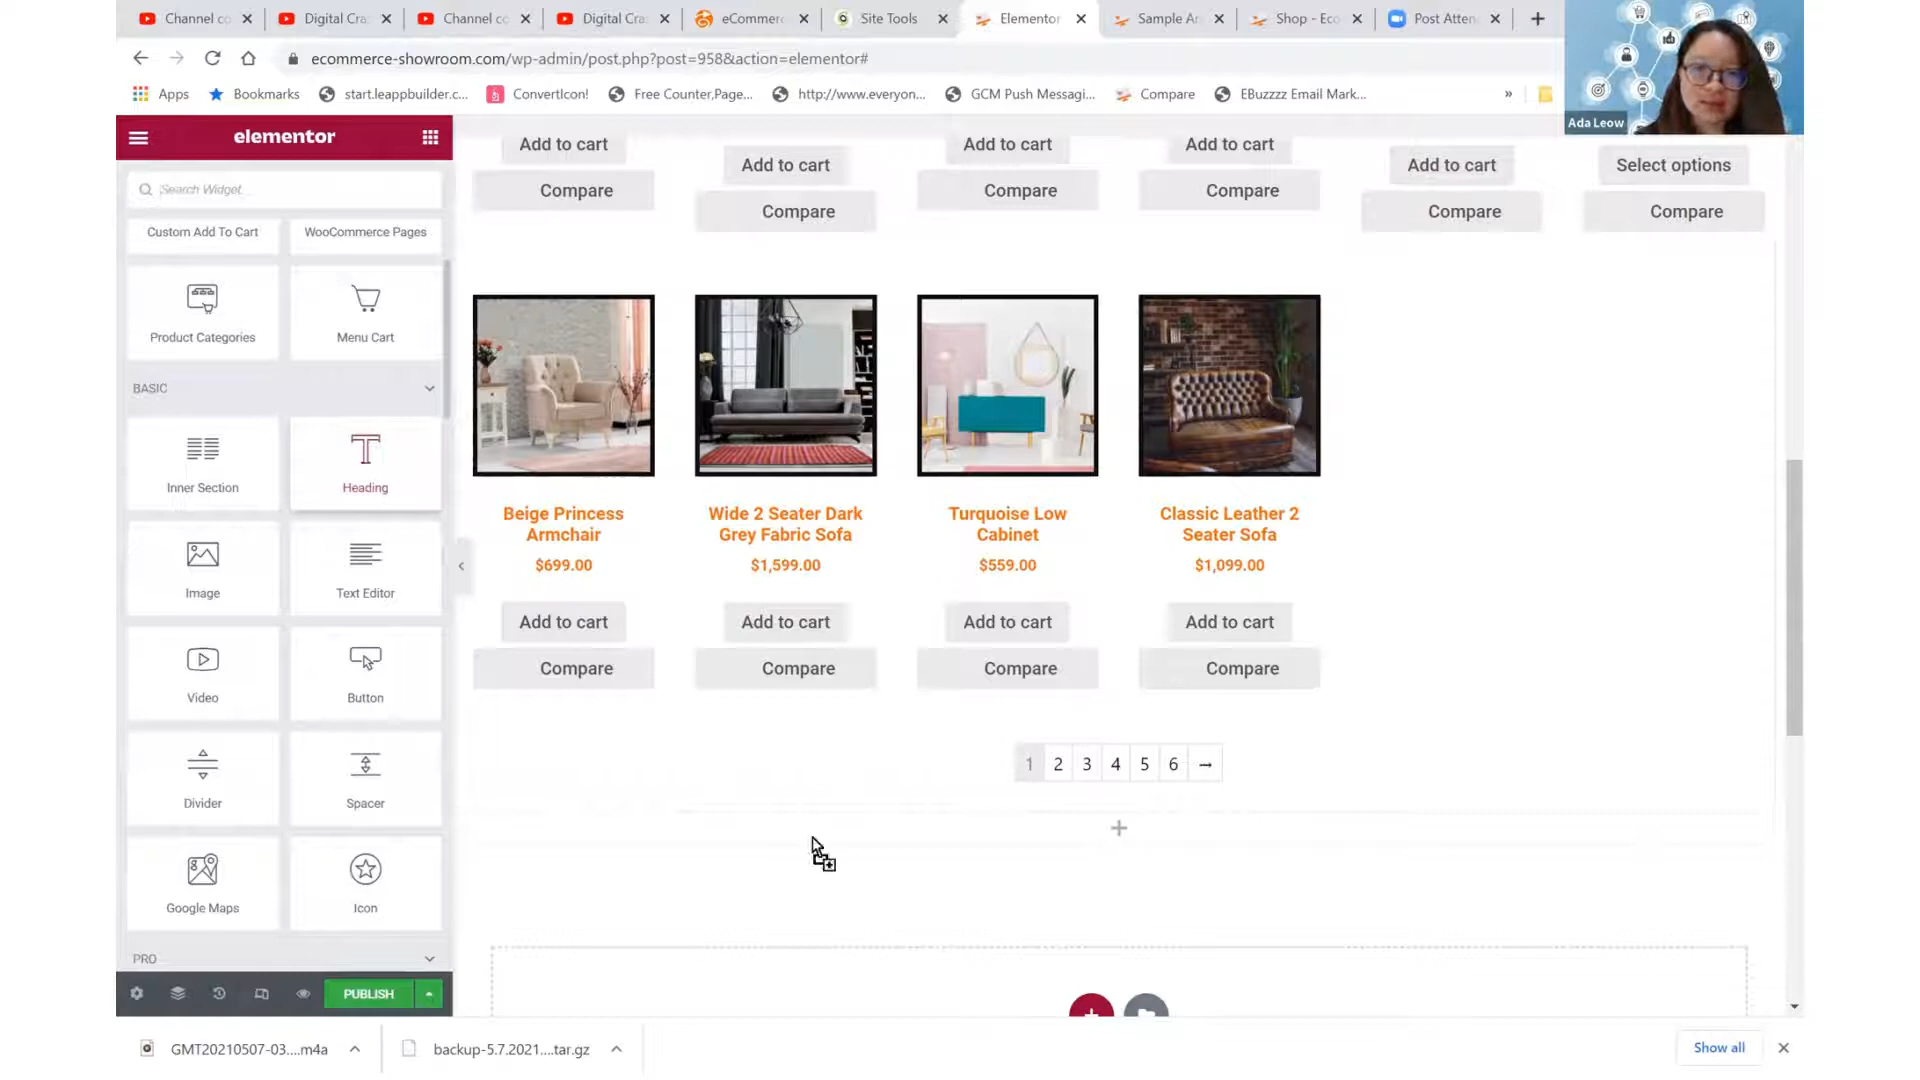 Channel co
Digital Cra
Channel co
Digital Cra
eCommerc
Site Tools
Elementor
Sample Ar
Shop - Eco
Post Atten
ecommerce-showroom.com/wp-admin/post.php?post=958&action=elementor#
Apps
Bookmarks
start.leappbuilder.c...
ConvertIcon!
Free Counter,Page...
http://www.everyon...
GCM Push Messagi...
Compare
EBuzzzz Email Mark...
»
Ada Leow
elementor
Search Widget...
Custom Add To Cart
WooCommerce Pages
Product Categories
Menu Cart
BASIC
Inner Section
Heading
Image
Text Editor
Video
Button
Divider
Spacer
Google Maps
Icon
PRO
PUBLISH
Add to cart
Add to cart
Add to cart
Add to cart
Add to cart
Select options
Compare
Compare
Compare
Compare
Compare
Compare
Beige Princess
Armchair
$699.00
Add to cart
Compare
Wide 2 Seater Dark
Grey Fabric Sofa
$1,599.00
Add to cart
Compare
Turquoise Low
Cabinet
$559.00
Add to cart
Compare
Classic Leather 2
Seater Sofa
$1,099.00
Add to cart
Compare
1 2 3 4 5 6 →
GMT20210507-03....m4a
backup-5.7.2021....tar.gz
Show all